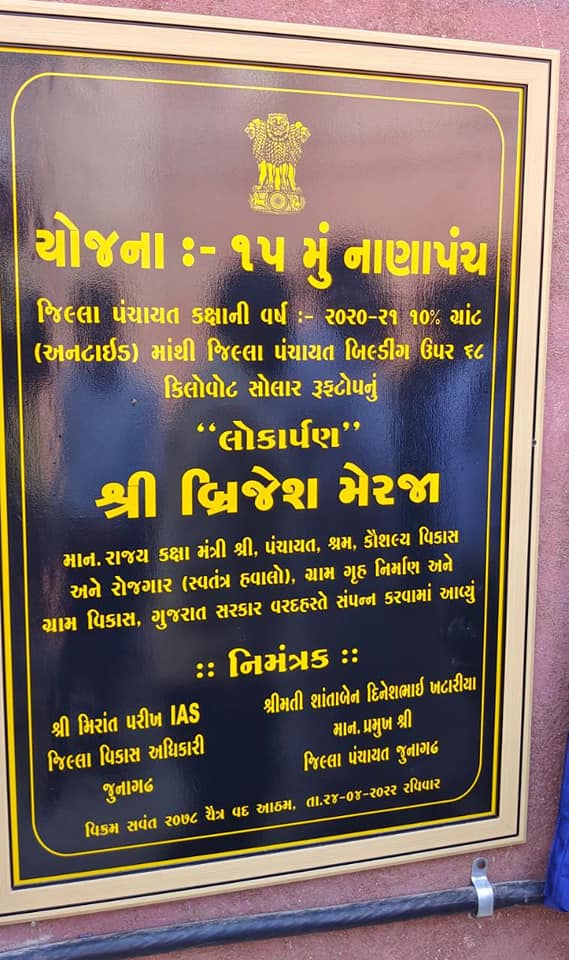 યોજના :- ૧૫ મું નાણાપંચ
જિલ્લા પંચાયત કક્ષાની વર્ષ :- ૨૦૨૦-૨૧ ૧૦% ગ્રાંટ
(અનટાઈડ) માંથી જિલ્લા પંચાયત બિલ્ડીંગ ઉપર ૬૮
કિલોવોટ સોલાર રૂફટોપનું
“લોકાર્પણ”
શ્રી બ્રિજેશ મેરજા
માન. રાજય કક્ષા મંત્રી શ્રી, પંચાયત, શ્રમ, કૌશલ્ય વિકાસ
અને રોજગાર (સ્વતંત્ર હવાલો), ગ્રામ ગૃહ નિર્માણ અને
ગ્રામ વિકાસ, ગુજરાત સરકાર વરદહસ્તે સંપન્ન કરવામાં આવ્યું
:: નિમંત્રક ::
શ્રી મિરાંત પરીખ IAS
જિલ્લા વિકાસ અધિકારી
જુનાગઢ
શ્રીમતી શાંતાબેન દિનેશભાઇ ખટારીયા
માન. પ્રમુખ શ્રી
જિલ્લા પંચાયત જુનાગઢ
વિક્રમ સવંત ૨૦૭૮ ચૈત્ર વદ આઠમ, તા.૨૪-૦૪-૨૦૨૨ રવિવાર